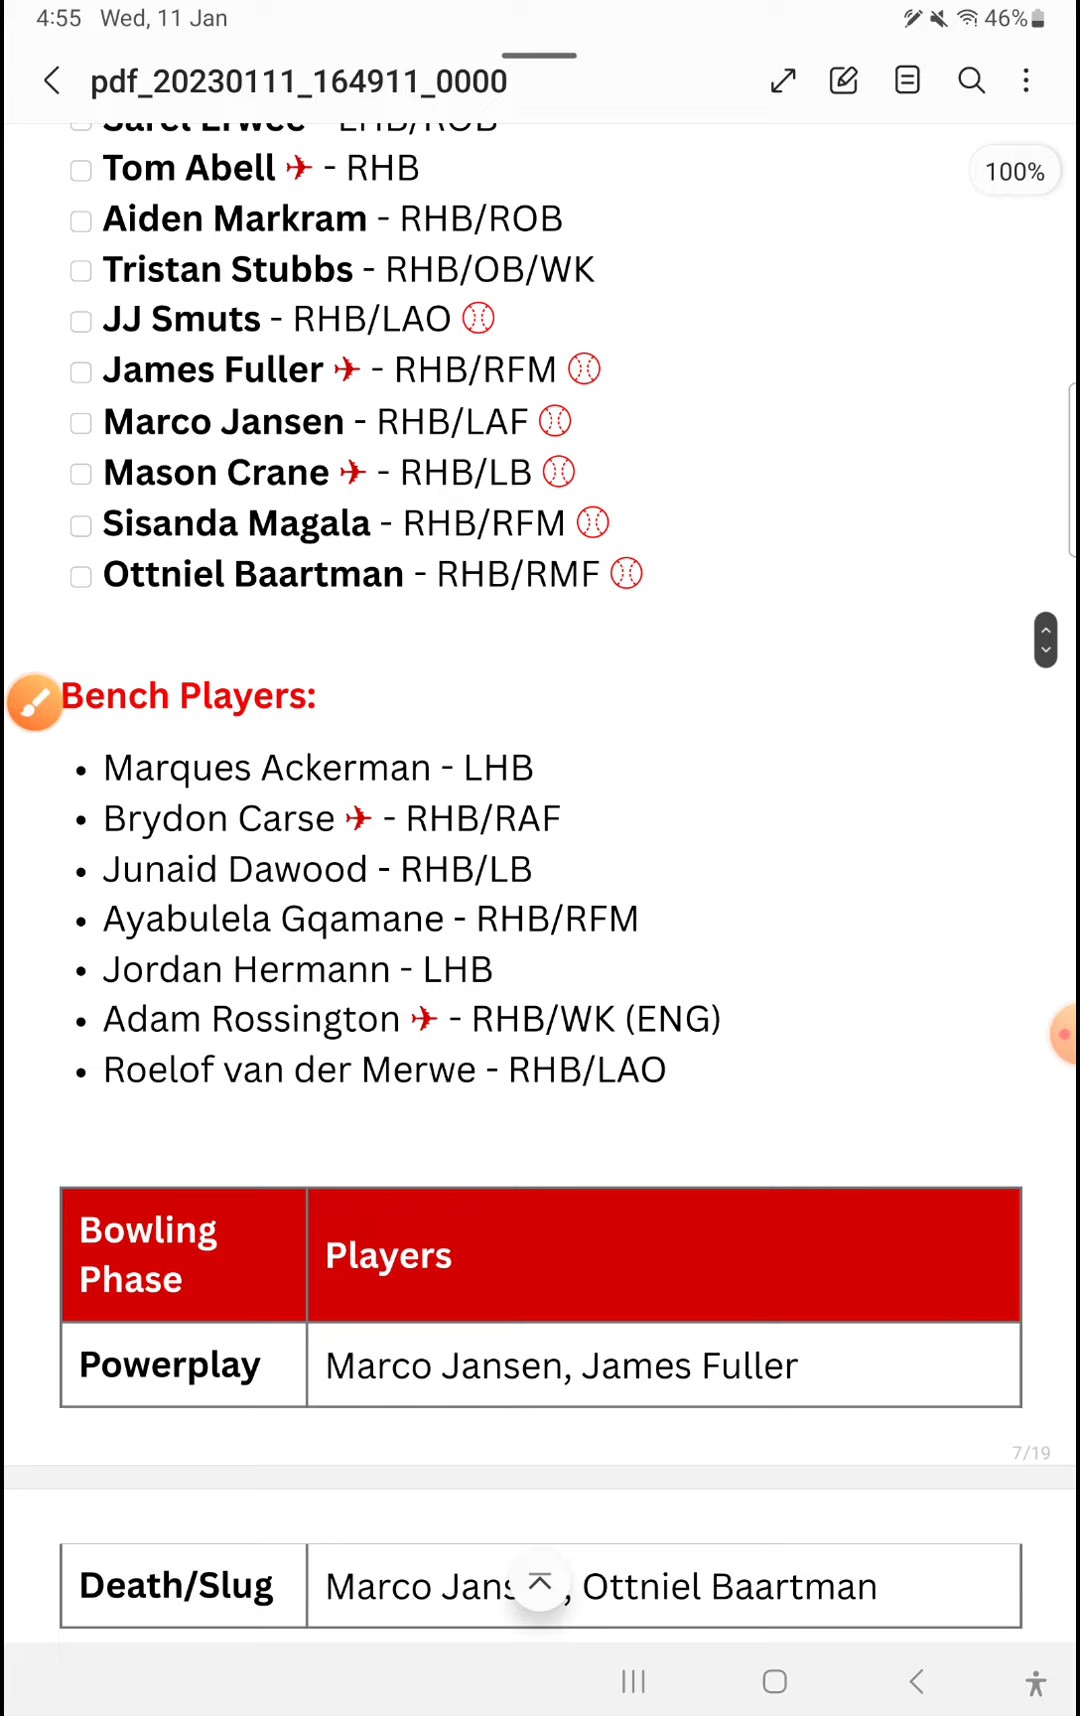 4:55 Wed, 11 Jan 46%
pdf_20230111_164911_0000
Tom Abell - RHB
100%
Aiden Markram - RHB/ROB
Tristan Stubbs - RHB/OB/WK
JJ Smuts - RHB/LAO
James Fuller - RHB/RFM
Marco Jansen - RHB/LAF
Mason Crane - RHB/LB
Sisanda Magala - RHB/RFM
Ottniel Baartman - RHB/RMF
Bench Players:
• Marques Ackerman - LHB
• Brydon Carse - RHB/RAF
• Junaid Dawood - RHB/LB
• Ayabulela Gqamane - RHB/RFM
• Jordan Hermann - LHB
• Adam Rossington - RHB/WK (ENG)
• Roelof van der Merwe - RHB/LAO
Bowling
Phase
Players
Powerplay Marco Jansen, James Fuller
7/19
Death/Slug Marco , Ottniel Baartman